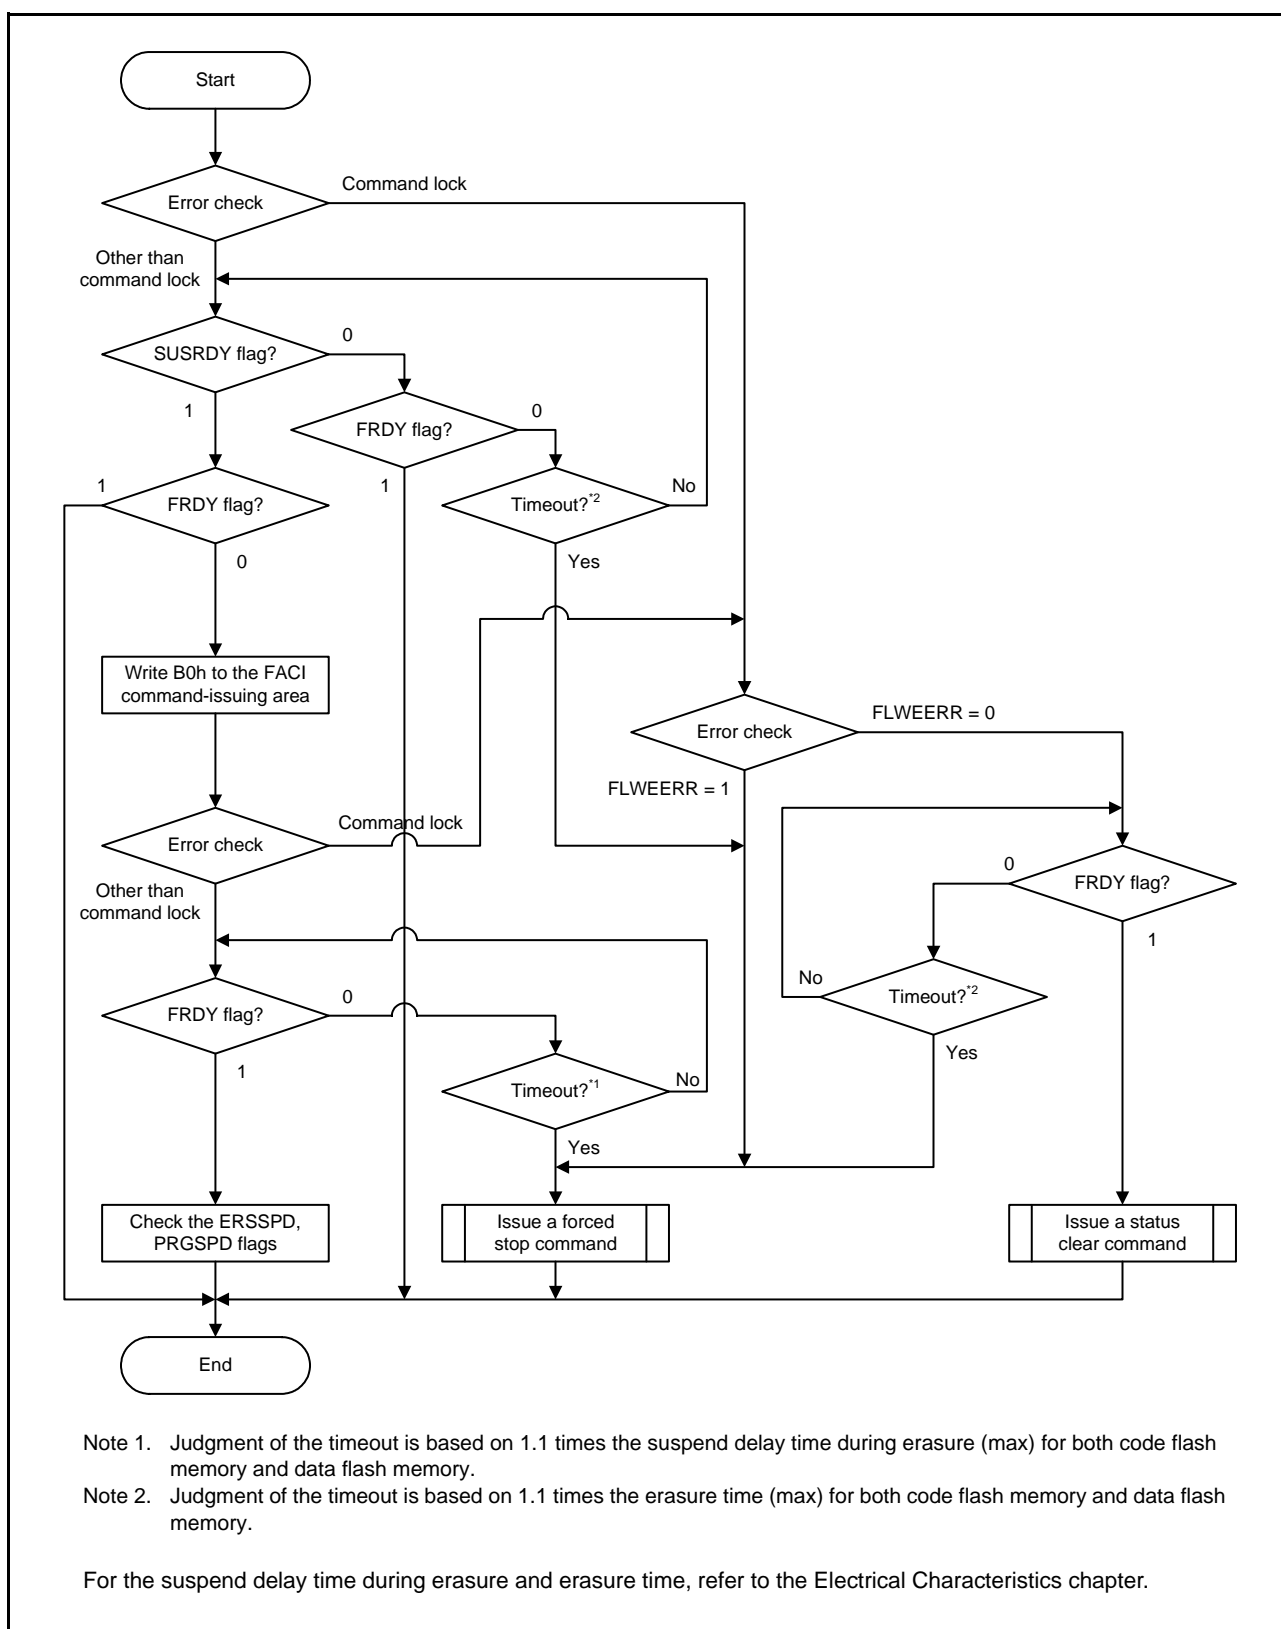 Start
Error check
Command lock
Other than
command lock
SUSRDY flag?
0
1
FRDY flag?
0
1
Timeout?*2
No
Yes
1
FRDY flag?
0
Write B0h to the FACI
command-issuing area
Error check
FLWEERR = 0
FLWEERR = 1
Error check
Command lock
Other than
command lock
FRDY flag?
0
1
Timeout?*2
No
Yes
FRDY flag?
0
1
Timeout?*1
No
Yes
Check the ERSSPD,
PRGSPD flags
Issue a forced
stop command
Issue a status
clear command
End
Note 1. Judgment of the timeout is based on 1.1 times the suspend delay time during erasure (max) for both code flash
memory and data flash memory.
Note 2. Judgment of the timeout is based on 1.1 times the erasure time (max) for both code flash memory and data flash
memory.
For the suspend delay time during erasure and erasure time, refer to the Electrical Characteristics chapter.